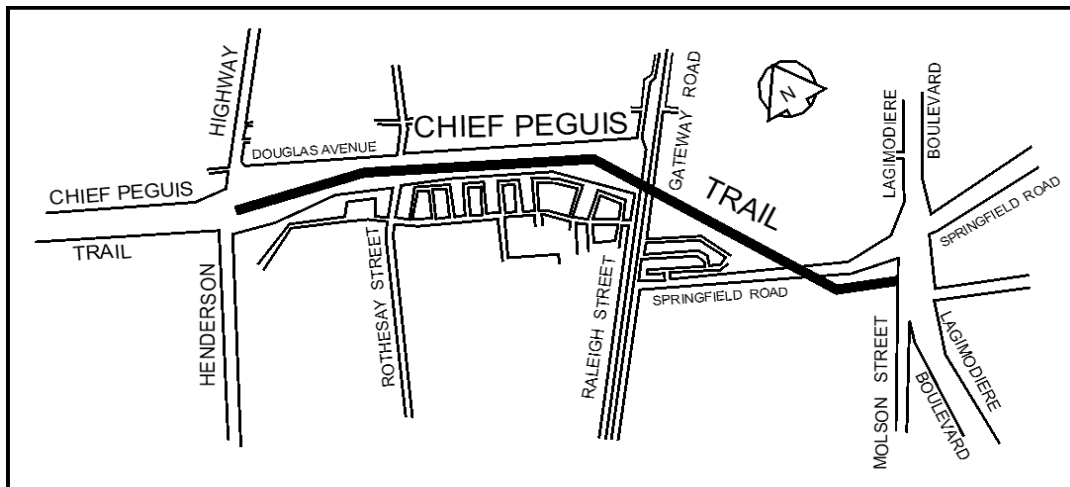 HIGHWAY
GATEWAY ROAD
CHIEF PEGUIS
DOUGLAS AVENUE
N
LAGIMODIERE
BOULEVARD
CHIEF PEGUIS
TRAIL
SPRINGFIELD ROAD
TRAIL
HENDERSON
ROTHESAY STREET
RALEIGH STREET
SPRINGFIELD ROAD
MOLSON STREET
LAGIMODIERE
BOULEVARD